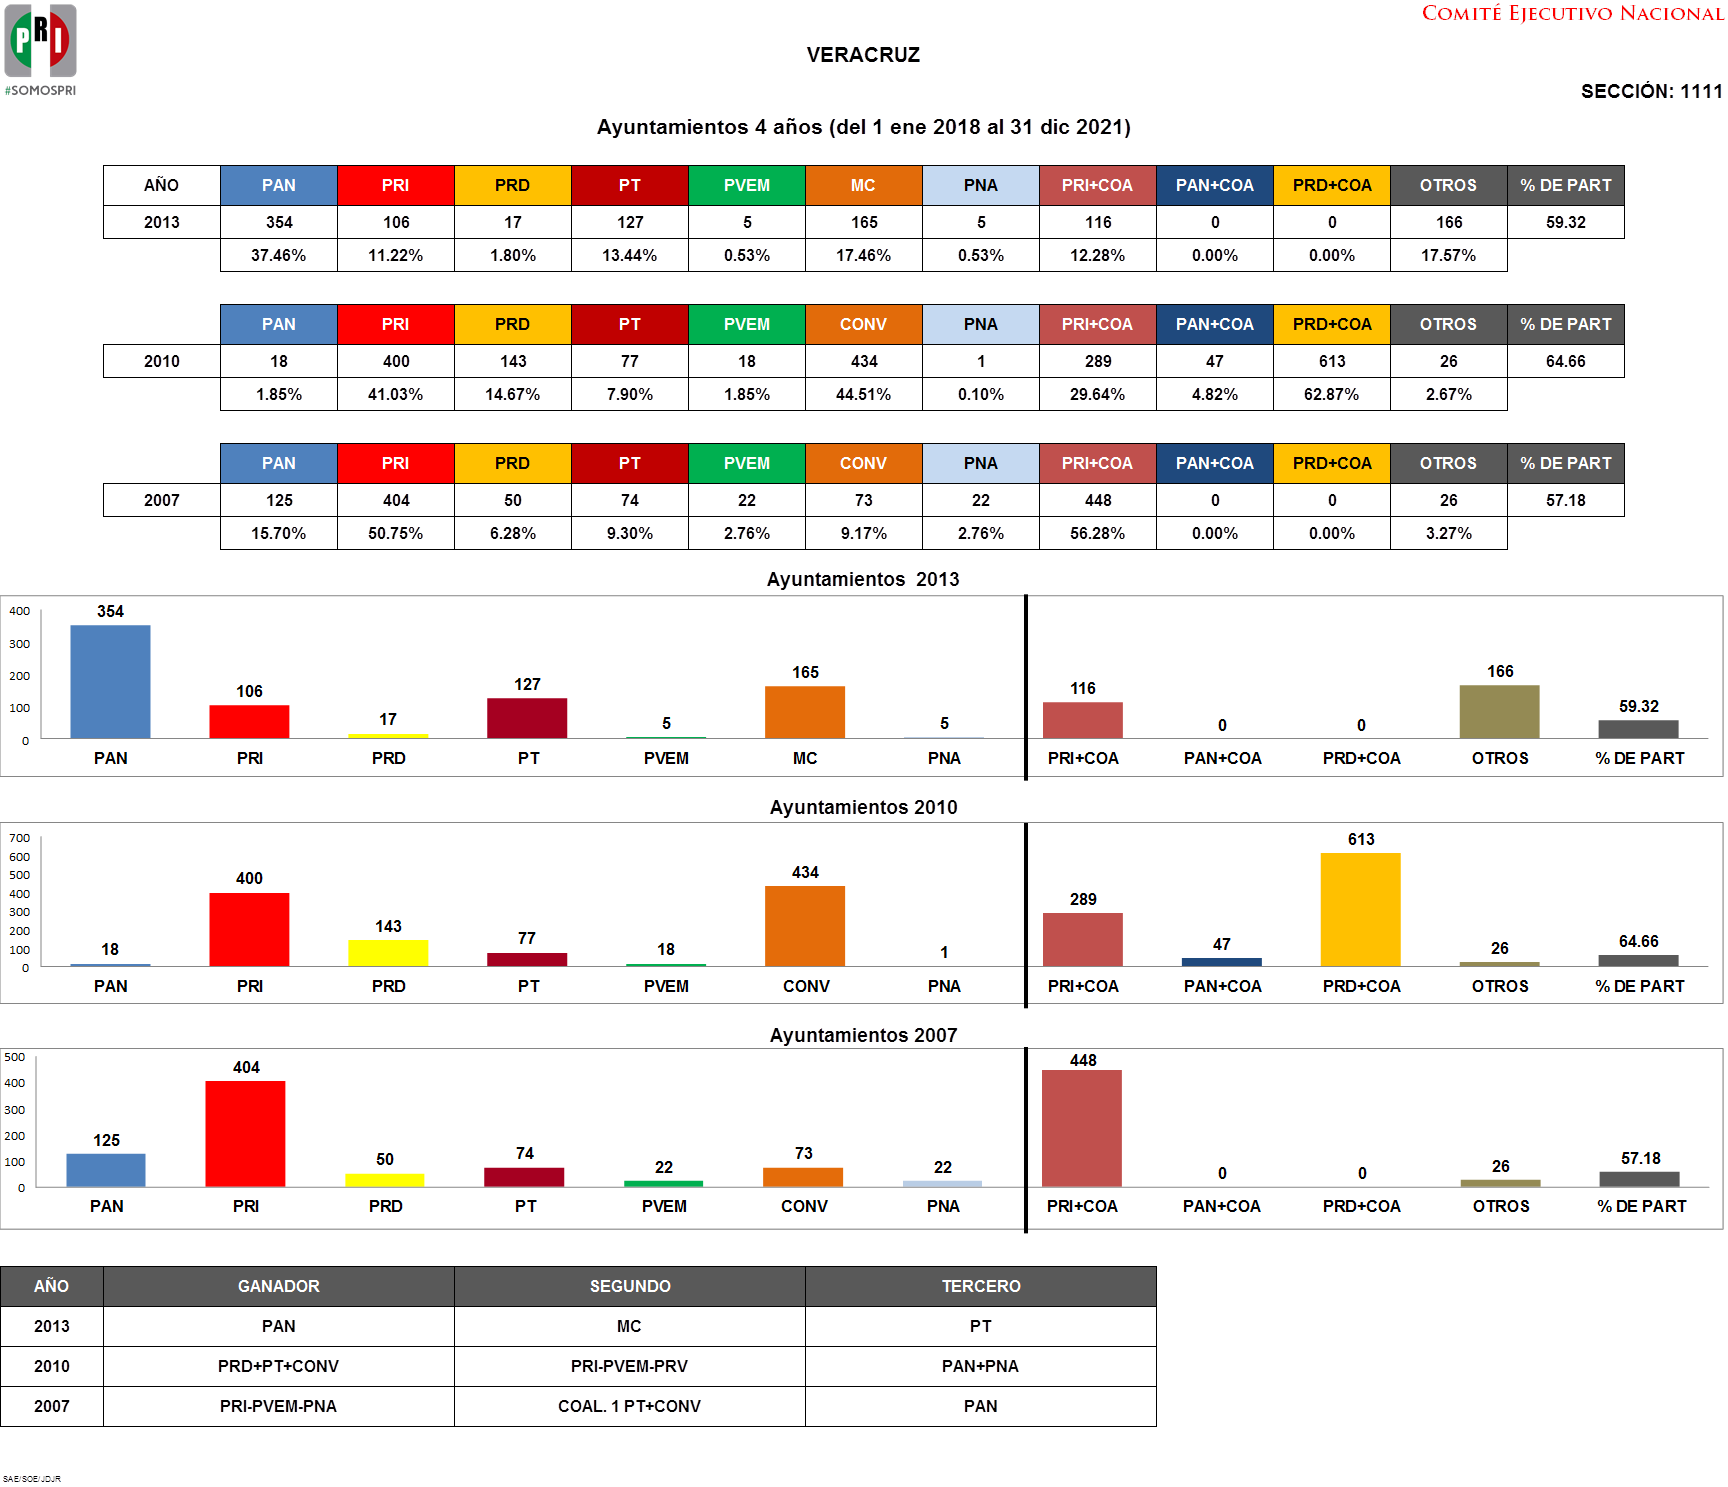 PRI
#SOMOSPRI
COMITÉ EJECUTIVO NACIONAL
VERACRUZ
SECCIÓN: 1111
Ayuntamientos 4 años (del 1 ene 2018 al 31 dic 2021)
AÑO PAN PRI PRD PT PVEM MC PNA PRI+COA PAN+COA PRD+COA OTROS % DE PART
2013 354 106 17 127 5 165 5 116 0 0 166 59.32
37.46% 11.22% 1.80% 13.44% 0.53% 17.46% 0.53% 12.28% 0.00% 0.00% 17.57%
PAN PRI PRD PT PVEM CONV PNA PRI+COA PAN+COA PRD+COA OTROS % DE PART
2010 18 400 143 77 18 434 1 289 47 613 26 64.66
1.85% 41.03% 14.67% 7.90% 1.85% 44.51% 0.10% 29.64% 4.82% 62.87% 2.67%
PAN PRI PRD PT PVEM CONV PNA PRI+COA PAN+COA PRD+COA OTROS % DE PART
2007 125 404 50 74 22 73 22 448 0 0 26 57.18
15.70% 50.75% 6.28% 9.30% 2.76% 9.17% 2.76% 56.28% 0.00% 0.00% 3.27%
Ayuntamientos 2013
400
300
200
100
0
354 106 17 127 5 165 5 116 0 0 166 59.32
PAN PRI PRD PT PVEM MC PNA PRI+COA PAN+COA PRD+COA OTROS % DE PART
Ayuntamientos 2010
700
600
500
400
300
200
100
0
18 400 143 77 18 434 1 289 47 613 26 64.66
PAN PRI PRD PT PVEM CONV PNA PRI+COA PAN+COA PRD+COA OTROS % DE PART
Ayuntamientos 2007
500
400
300
200
100
0
125 404 50 74 22 73 22 448 0 0 26 57.18
PAN PRI PRD PT PVEM CONV PNA PRI+COA PAN+COA PRD+COA OTROS % DE PART
AÑO GANADOR SEGUNDO TERCERO
2013 PAN MC PT
2010 PRD+PT+CONV PRI-PVEM-PRV PAN+PNA
2007 PRI-PVEM-PNA COAL. 1 PT+CONV PAN
SAE/SOE/JDJR